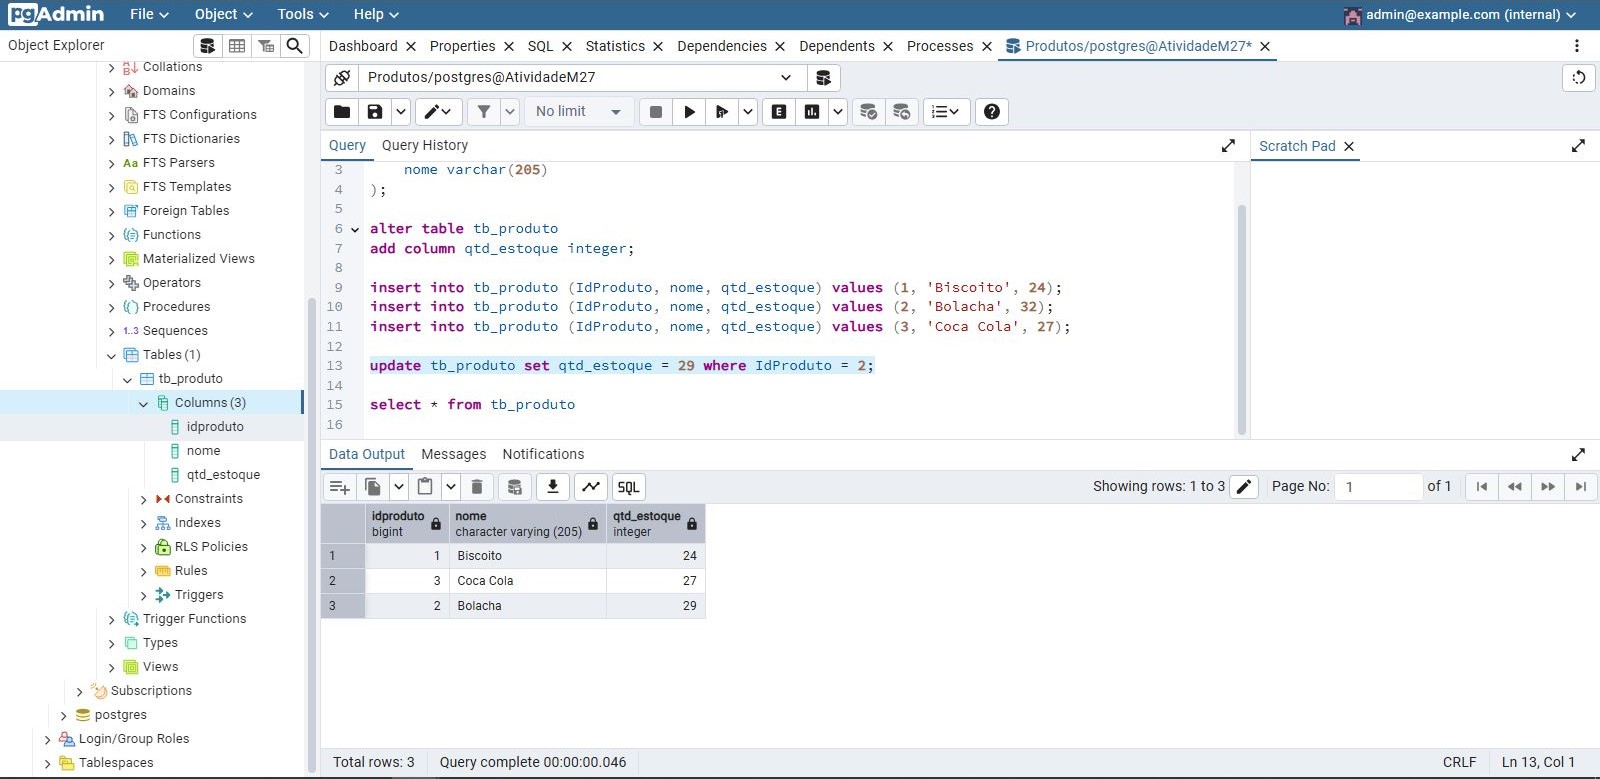 pgAdmin File Object Tools Help admin@example.com (internal)
Object Explorer
Dashboard Properties SQL Statistics Dependencies Dependents Processes Produtos/postgres@AtividadeM27*
Collations
Domains
FTS Configurations
FTS Dictionaries
Aa FTS Parsers
FTS Templates
Foreign Tables
Functions
Materialized Views
Operators
Procedures
1..3 Sequences
Tables (1)
tb_produto
Columns (3)
idproduto
nome
qtd_estoque
Constraints
Indexes
RLS Policies
Rules
Triggers
Trigger Functions
Types
Views
Subscriptions
postgres
Login/Group Roles
Tablespaces
Produtos/postgres@AtividadeM27
No limit E
Query Query History
Scratch Pad
3 nome varchar(205)
4 );
5
6 alter table tb_produto
7 add column qtd_estoque integer;
8
9 insert into tb_produto (IdProduto, nome, qtd_estoque) values (1, 'Biscoito', 24);
10 insert into tb_produto (IdProduto, nome, qtd_estoque) values (2, 'Bolacha', 32);
11 insert into tb_produto (IdProduto, nome, qtd_estoque) values (3, 'Coca Cola', 27);
12
13 update tb_produto set qtd_estoque = 29 where IdProduto = 2;
14
15 select * from tb_produto
16
Data Output Messages Notifications
SQL Showing rows: 1 to 3 Page No: 1 of 1
idproduto nome qtd_estoque
bigint character varying (205) integer
1 1 Biscoito 24
2 3 Coca Cola 27
3 2 Bolacha 29
Total rows: 3 Query complete 00:00:00.046 CRLF Ln 13, Col 1